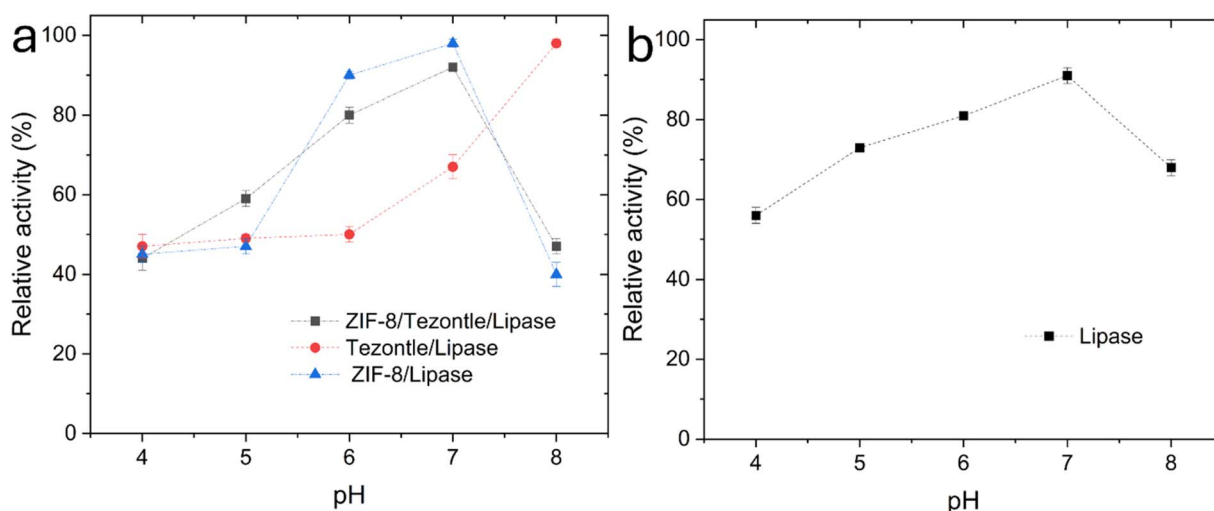 a
100
80
60
40
20
0
Relative activity (%)
4 5 6 7 8
pH
ZIF-8/Tezontle/Lipase
Tezontle/Lipase
ZIF-8/Lipase
b
100
80
60
40
20
0
Relative activity (%)
4 5 6 7 8
pH
Lipase